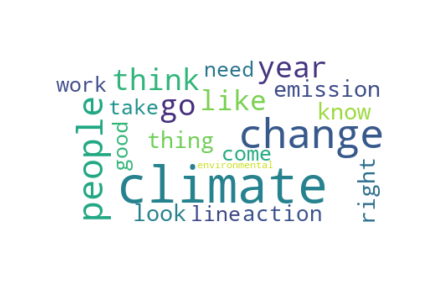 need year
think
work emission
take go like know
people good thing change
come
environmental
climate right
look line action